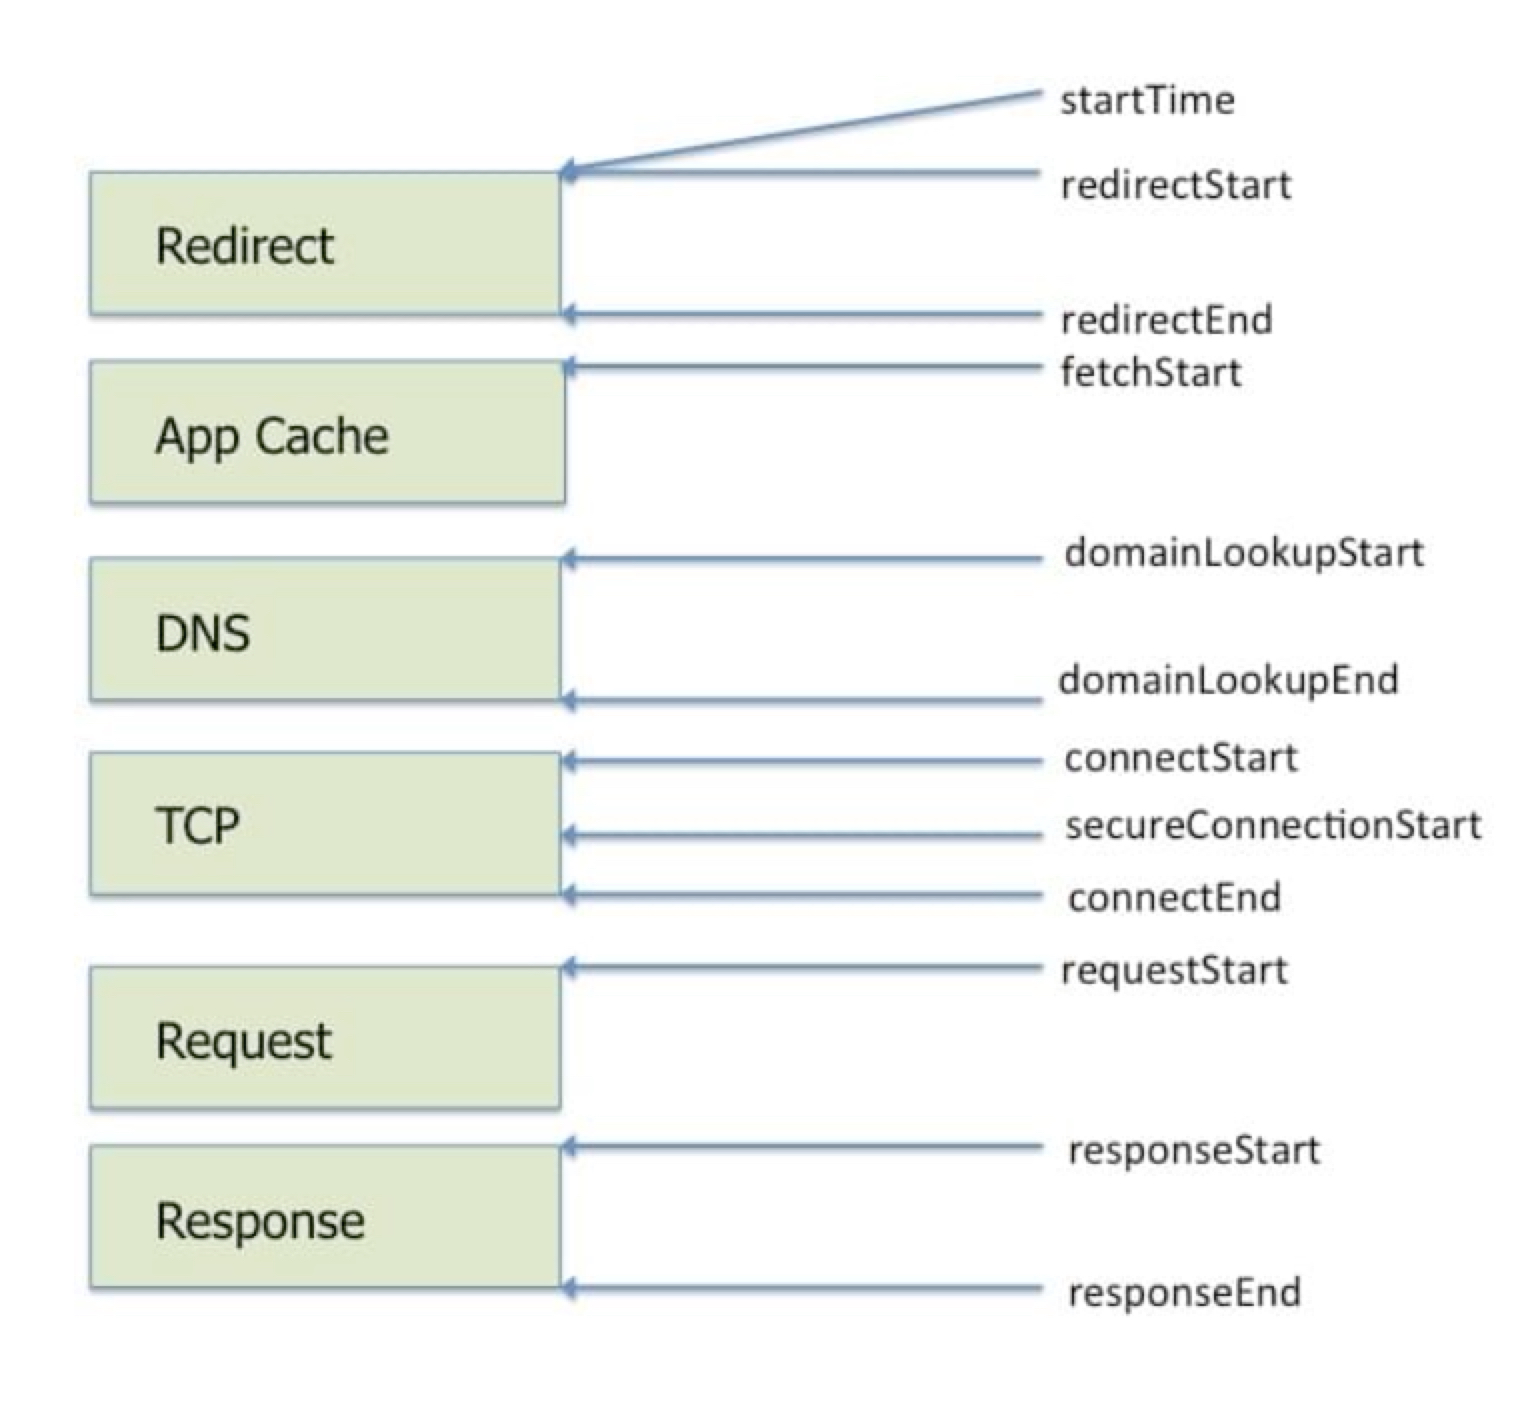 startTime
redirectStart
Redirect
redirectEnd
fetchStart
App Cache
domainLookupStart
DNS
domainLookupEnd
connectStart
TCP
secureConnectionStart
connectEnd
requestStart
Request
responseStart
Response
responseEnd